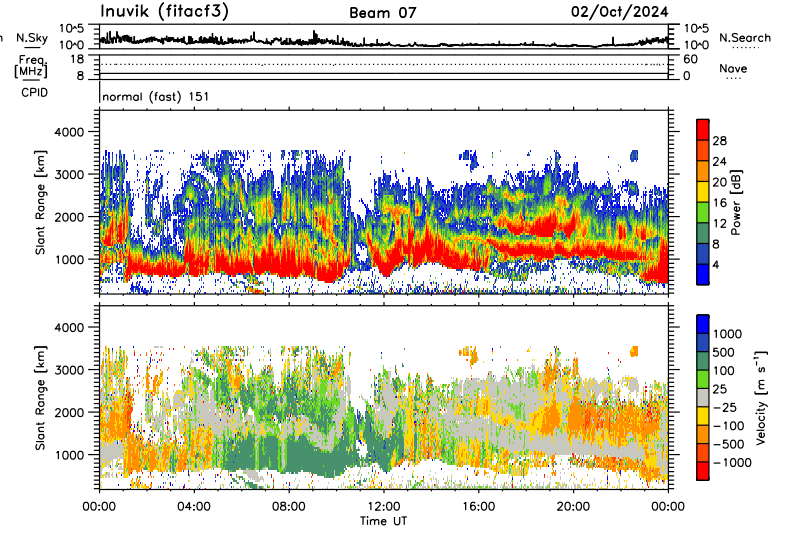 Inuvik (fitacf3) Beam 07 02/Oct/2024
N.Sky 10^5 10^5 N.Search
10^0 10^0
Freq. 18 60
[MHz] 8 0 Nave
CPID normal (fast) 151
Slant Range [km]
4000
3000
2000
1000
28
24
20
16
12
8
4
Power [dB]
Slant Range [km]
4000
3000
2000
1000
1000
500
100
25
-25
-100
-500
-1000
Velocity [m s⁻¹]
00:00 04:00 08:00 12:00 16:00 20:00 00:00
Time UT